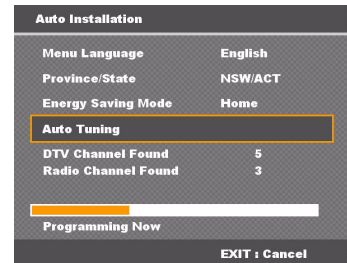 Auto Installation
Menu Language English
Province/State NSW/ACT
Energy Saving Mode Home
Auto Tuning
DTV Channel Found 5
Radio Channel Found 3
Programming Now
EXIT : Cancel